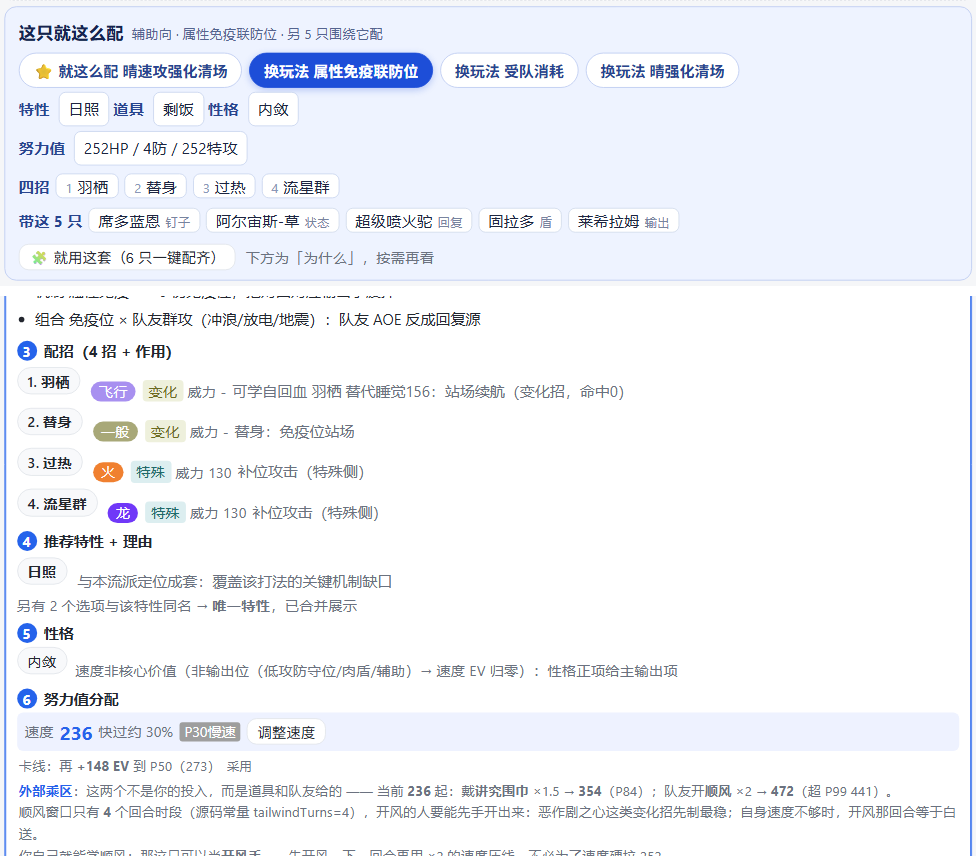 这只就这么配 辅助向 · 属性免疫联防位 · 另 5 只围绕它配
就这么配 晴速攻强化清场 换玩法 属性免疫联防位 换玩法 受队消耗 换玩法 晴强化清场
特性 日照 道具 剩饭 性格 内敛
努力值 252HP / 4防 / 252特攻
四招 1 羽栖 2 替身 3 过热 4 流星群
带这 5 只 席多蓝恩 钉子 阿尔宙斯-草 状态 超级喷火驼 回复 固拉多 盾 莱希拉姆 输出
就用这套（6 只一键配齐） 下方为「为什么」，按需再看
• 组合 免疫位 × 队友群攻（冲浪/放电/地震）：队友 AOE 反成回复源
3 配招（4 招 + 作用）
1. 羽栖 飞行 变化 威力 - 可学自回血 羽栖 替代睡觉156：站场续航（变化招，命中0）
2. 替身 一般 变化 威力 - 替身：免疫位站场
3. 过热 火 特殊 威力 130 补位攻击（特殊侧）
4. 流星群 龙 特殊 威力 130 补位攻击（特殊侧）
4 推荐特性 + 理由
日照 与本流派定位成套：覆盖该打法的关键机制缺口
另有 2 个选项与该特性同名 → 唯一特性，已合并展示
5 性格
内敛 速度非核心价值（非输出位（低攻防守位/肉盾/辅助）→ 速度 EV 归零）：性格正项给主输出项
6 努力值分配
速度 236 快过约 30% P30慢速 调整速度
卡线：再 +148 EV 到 P50（273） 采用
外部乘区：这两个不是你的投入，而是道具和队友给的 —— 当前 236 起：戴讲究围巾 ×1.5 → 354（P84）；队友开顺风 ×2 → 472（超 P99 441）。
顺风窗口只有 4 个回合时段（源码常量 tailwindTurns=4），开风的人要能先手开出来：恶作剧之心这类变化招先制最稳；自身速度不够时，开风那回合等于白
送。